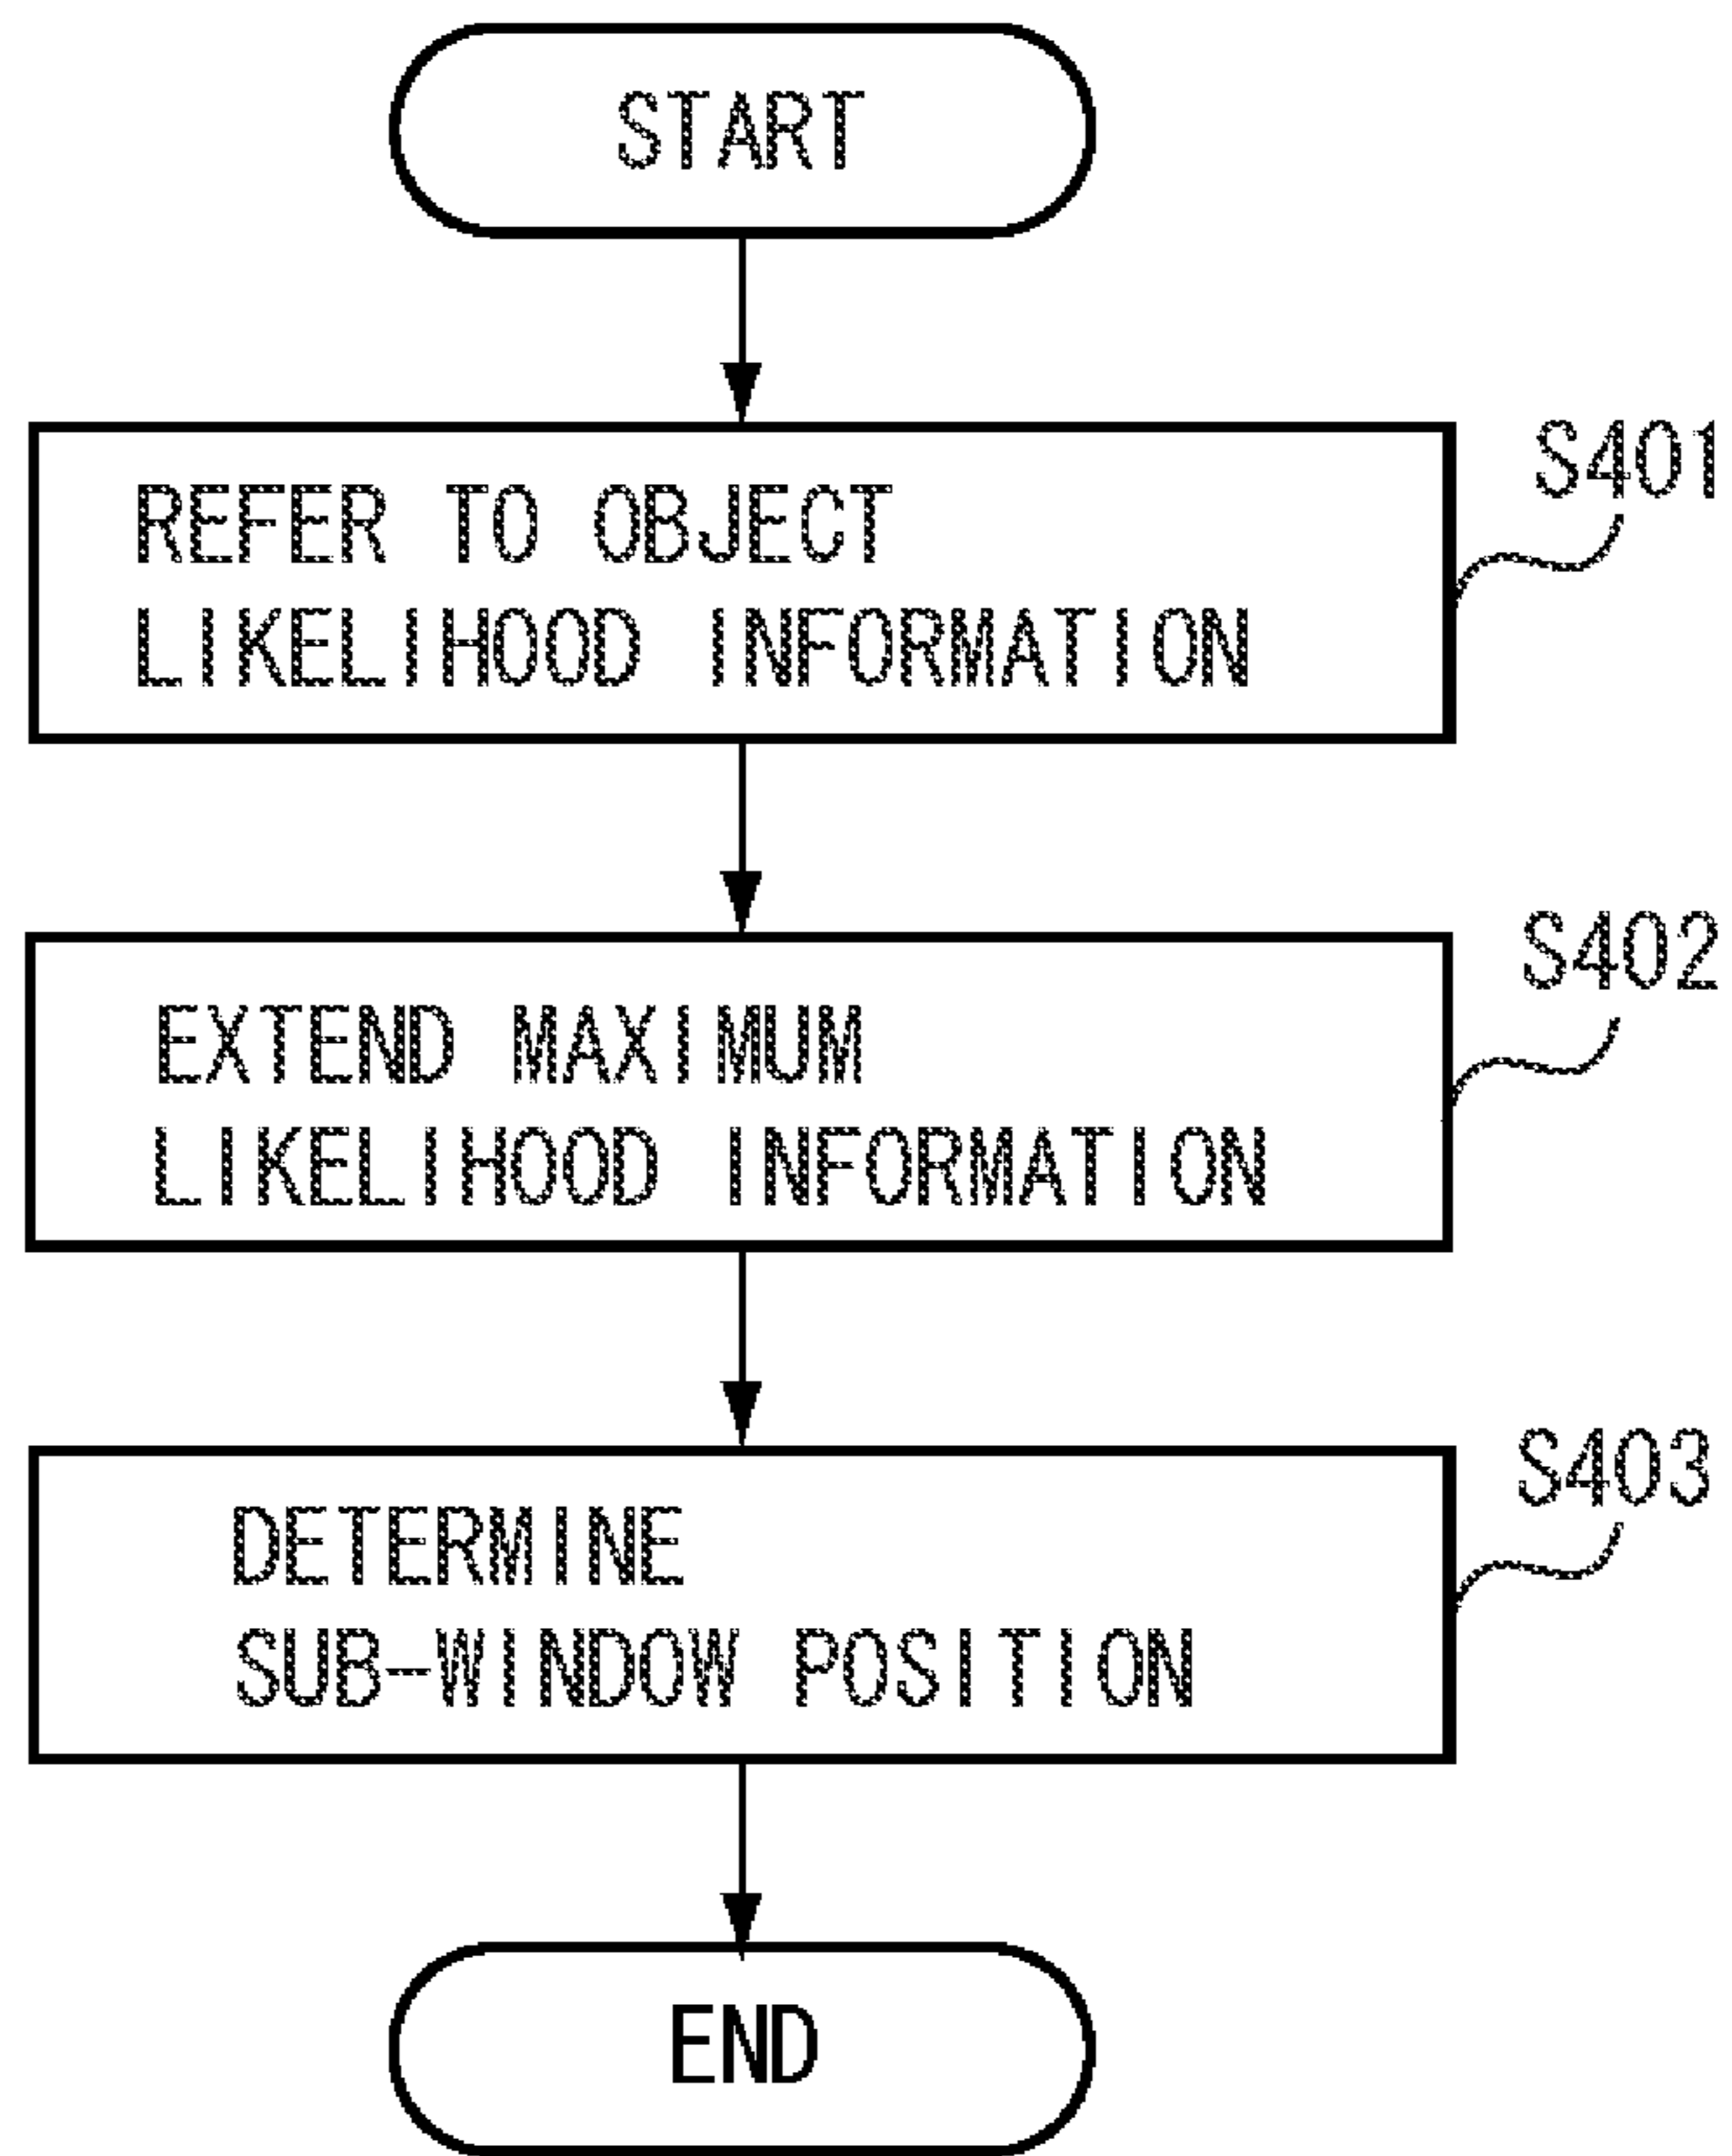 START
S401
REFER TO OBJECT
LIKELIHOOD INFORMATION
S402
EXTEND MAXIMUM
LIKELIHOOD INFORMATION
S403
DETERMINE
SUB-WINDOW POSITION
END